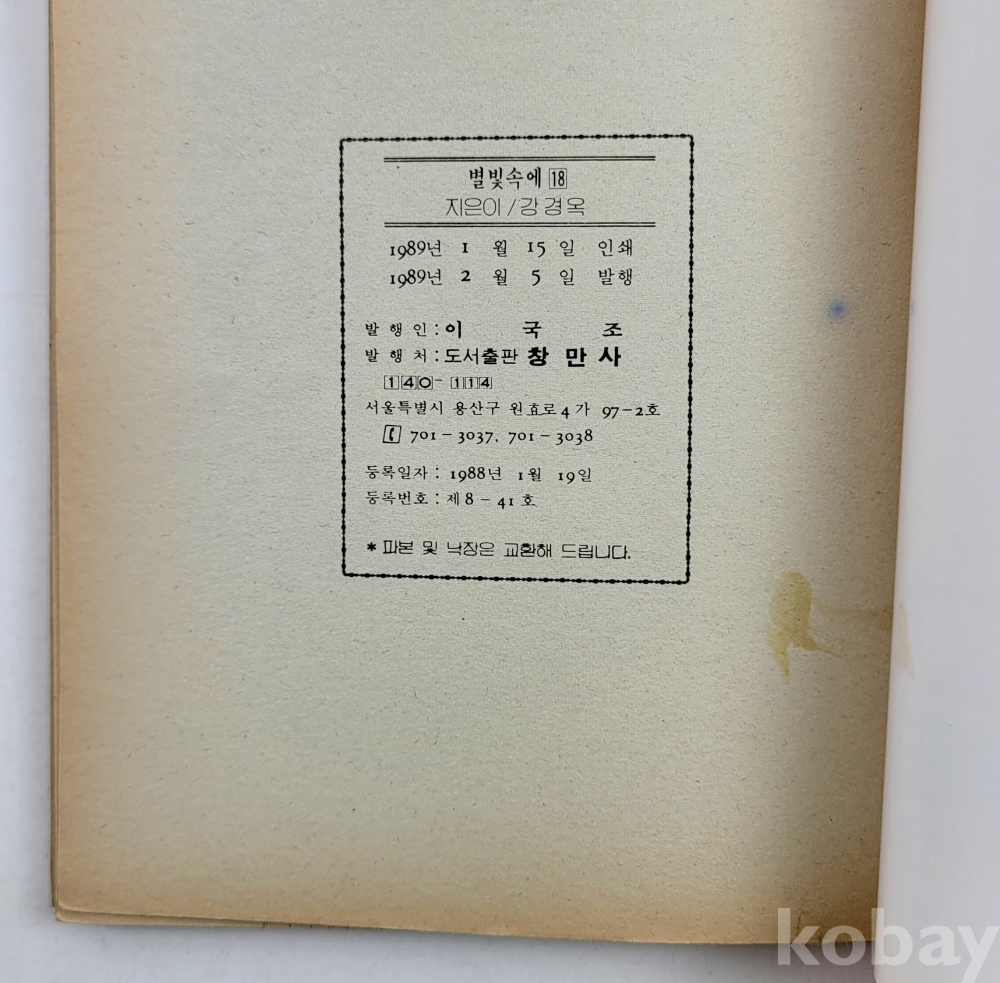 별빛속에 18
지은이/강경옥
1989년 1 월 15 일 인쇄
1989년 2 월 5 일 발행
발 행 인 : 이 국 조
발 행 처 : 도서출판 창 만 사
140- 114
서울특별시 용산구 원효로4가 97-2호
701-3037, 701-3038
등록일자 : 1988년 1월 19일
등록번호 : 제8-41호
* 파본 및 낙장은 교환해 드립니다.
kobay